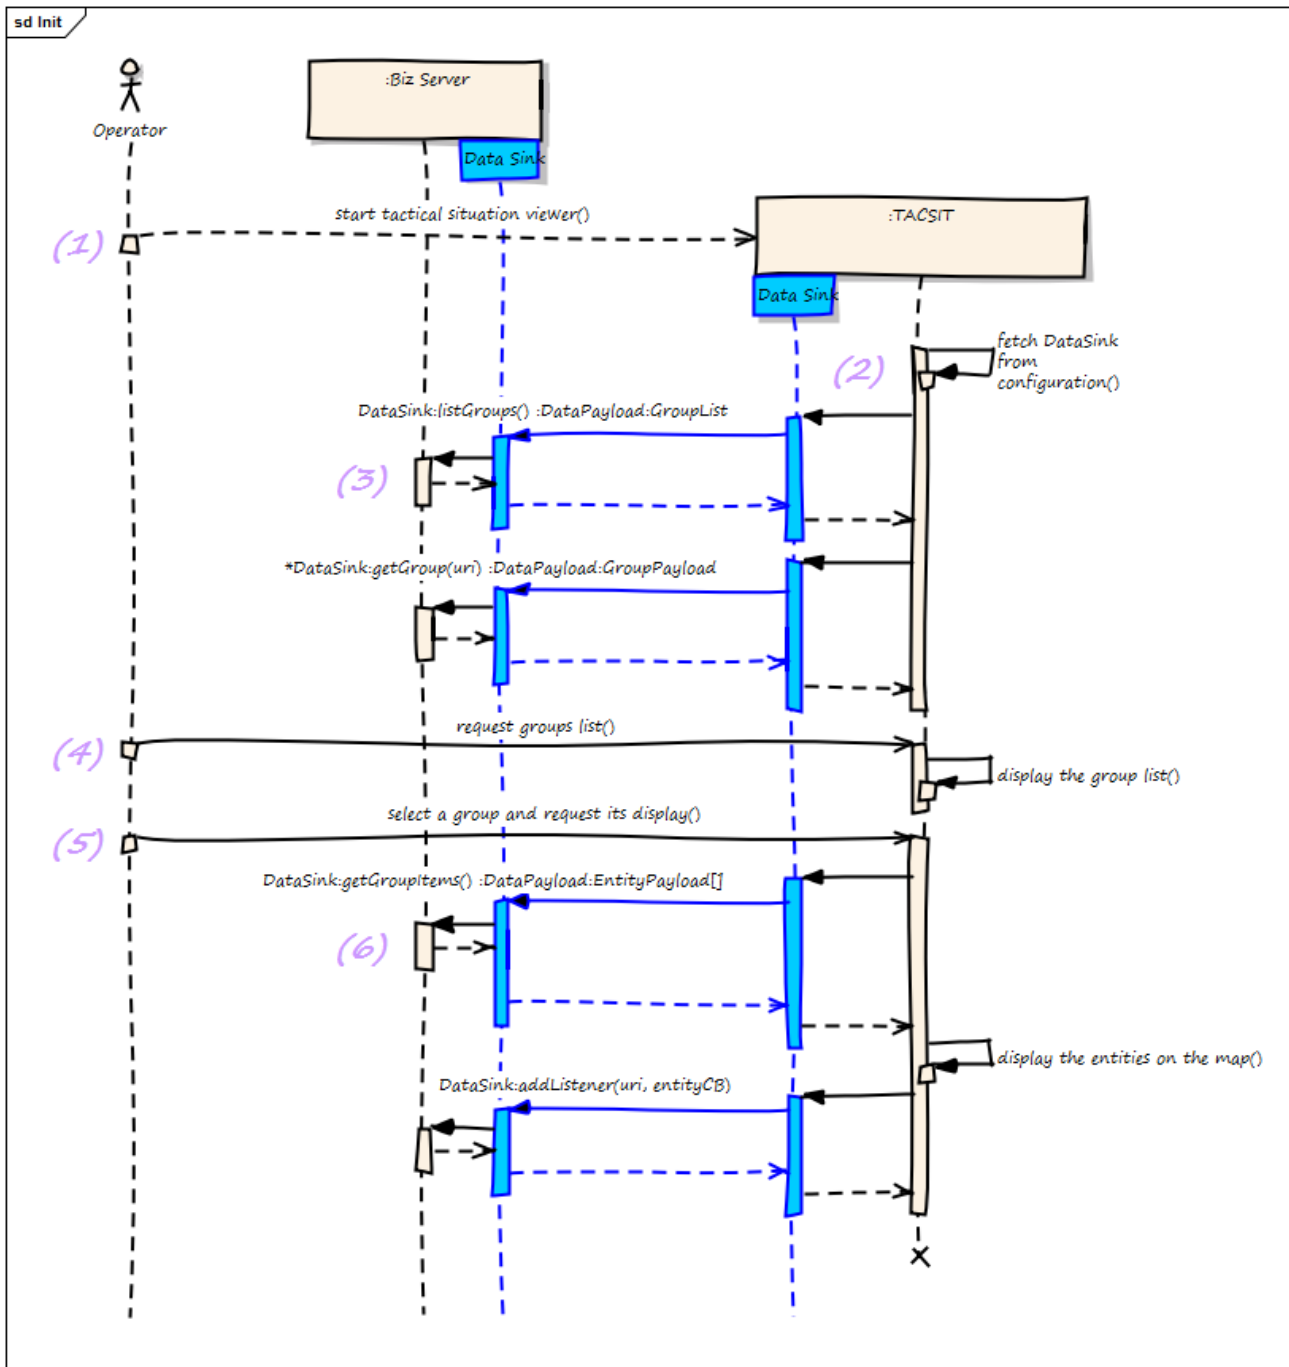 sd Init
Operator
:Biz Server
Data Sink
start tactical situation viewer()
:TACSIT
(1)
Data Sink
fetch DataSink
from
configuration()
(2)
DataSink:listGroups() :DataPayload:GroupList
(3)
*DataSink:getGroup(uri) :DataPayload:GroupPayload
request groups list()
(4)
display the group list()
select a group and request its display()
(5)
DataSink:getGroupItems() :DataPayload:EntityPayload[]
(6)
display the entities on the map()
DataSink:addListener(uri, entityCB)